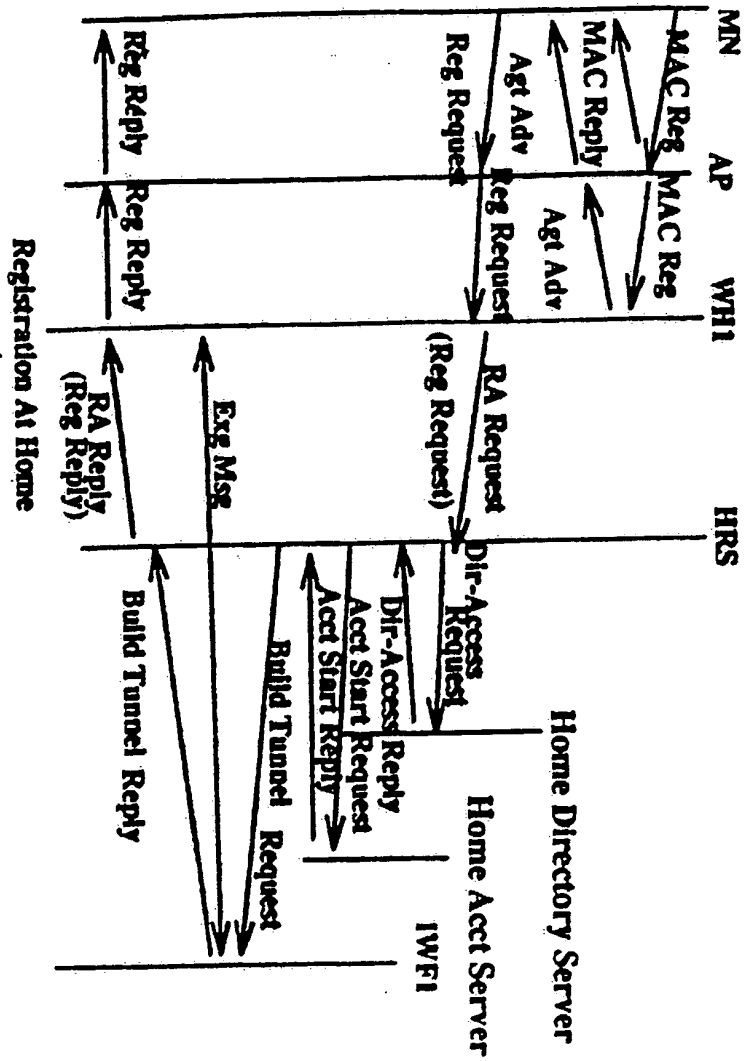 MN
AP
WH1
HRS
Home Directory Server
Home Acct Server
IWF1
MAC Reg
MAC Reg
MAC Reply
Agt Adv
Agt Adv
Reg Request
Reg Request
RA Request
(Reg Request)
Dir-Access
Request
Dir-Access Reply
Acct Start Request
Acct Start Reply
Build Tunnel Request
Exg Msg
Build Tunnel Reply
RA Reply
(Reg Reply)
Reg Reply
Reg Reply
Registration At Home